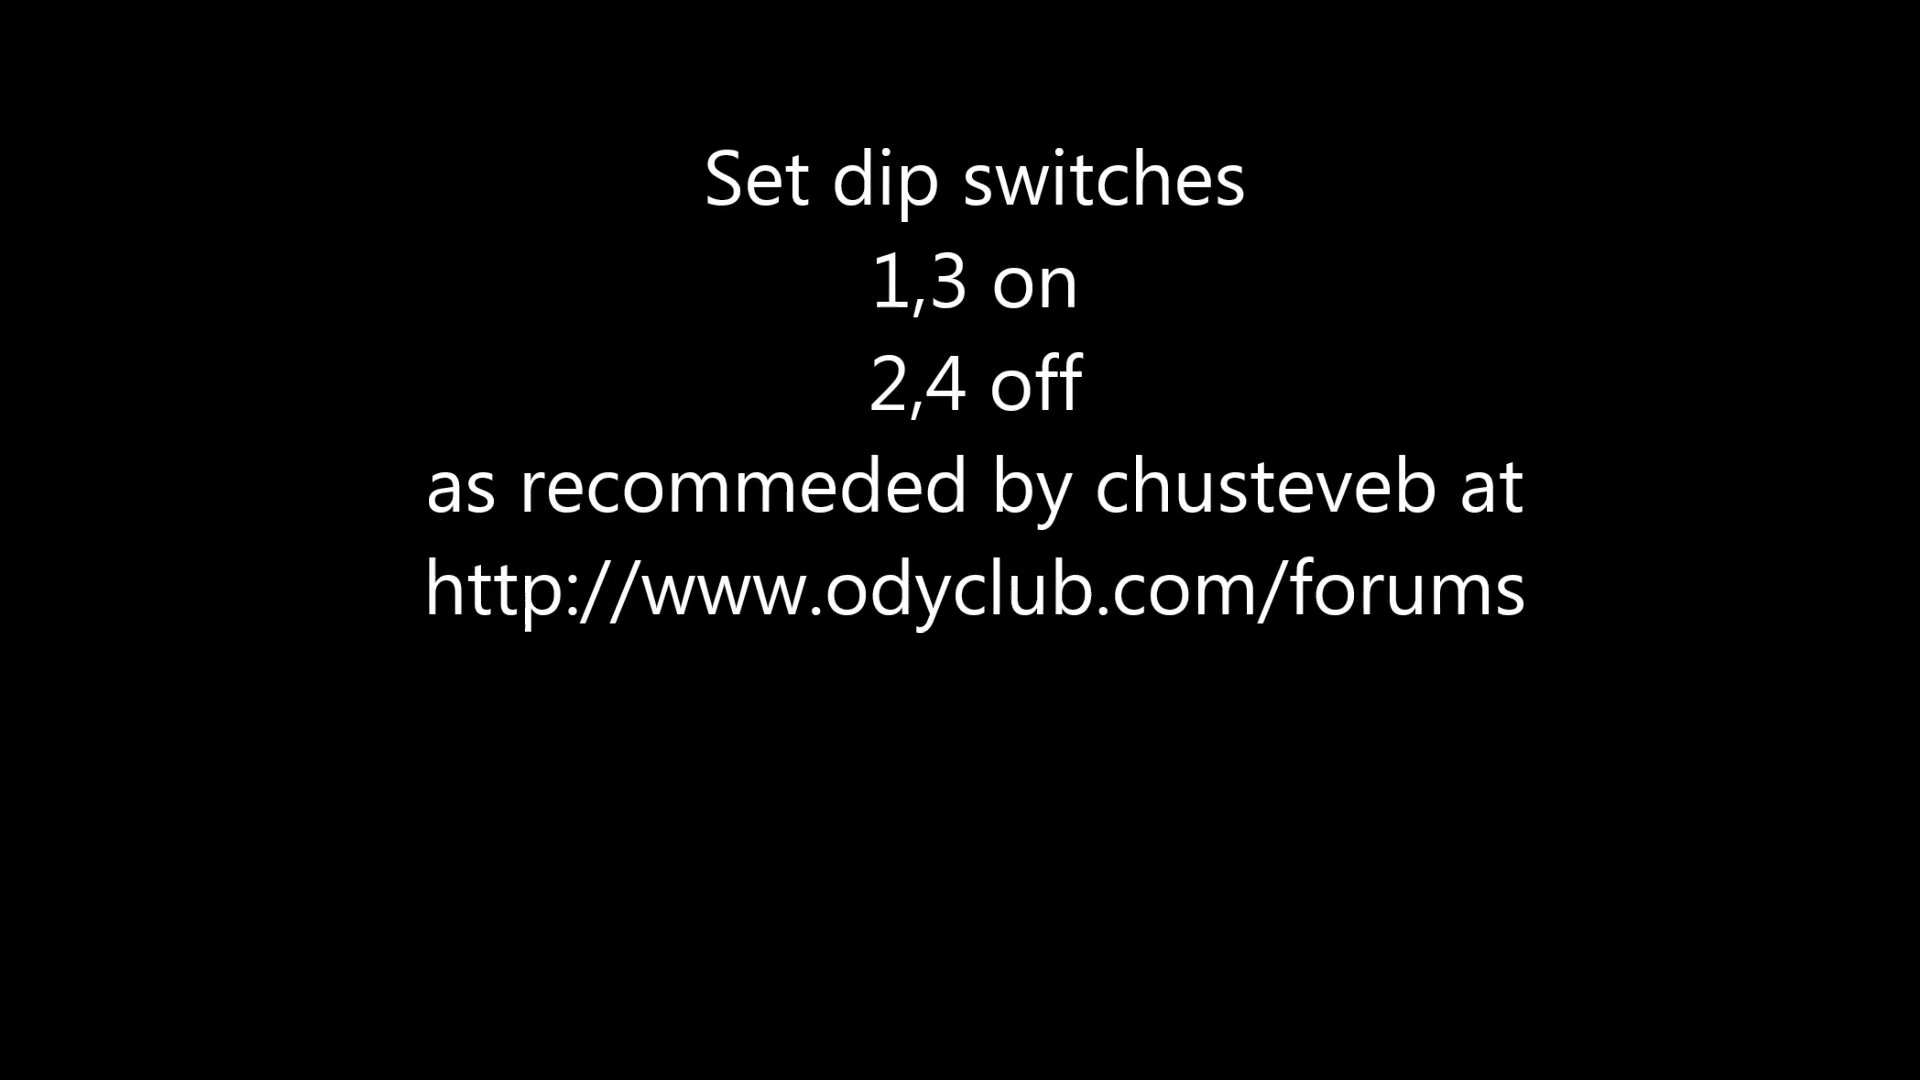 Set dip switches
1,3 on
2,4 off
as recommeded by chusteveb at
http://www.odyclub.com/forums